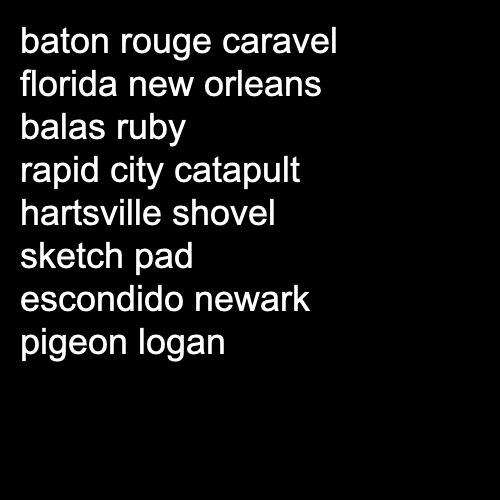 baton rouge caravel
florida new orleans
balas ruby
rapid city catapult
hartsville shovel
sketch pad
escondido newark
pigeon logan